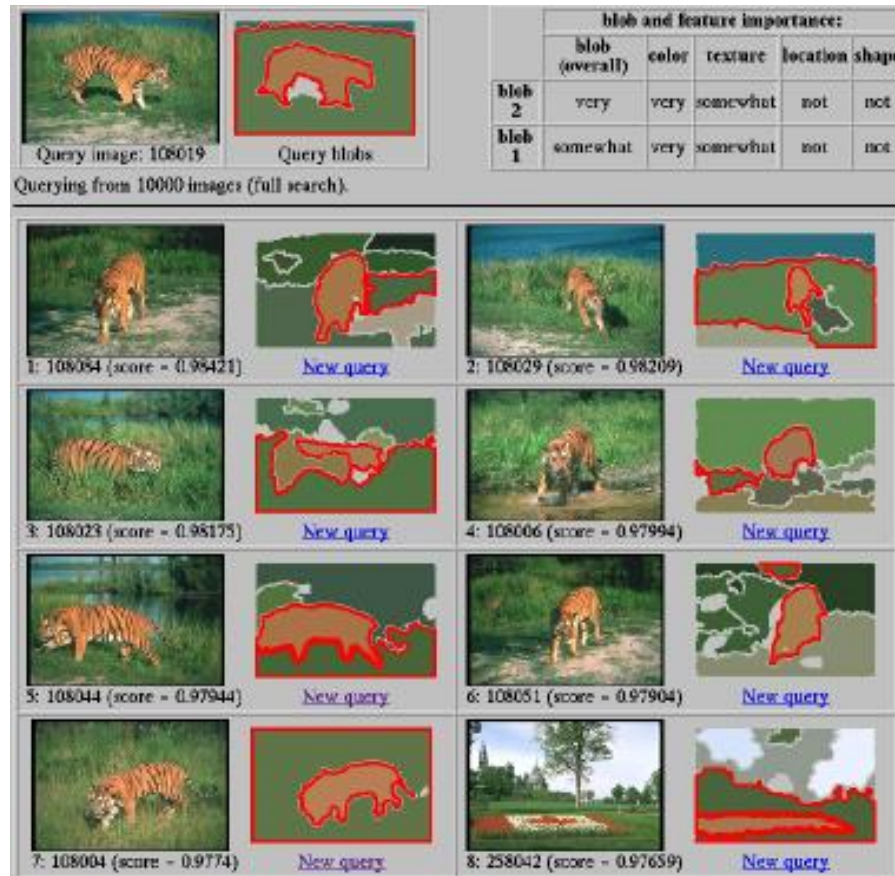 blob and feature importance:
blob (overall) color texture location shape
blob 2 very very somewhat not not
blob 1 somewhat very somewhat not not
Query image: 108019 Query blobs
Querying from 10000 images (full search).
1: 108084 (score = 0.98421) New query 2: 108029 (score = 0.98209) New query
3: 108023 (score = 0.98175) New query 4: 108006 (score = 0.97994) New query
5: 108044 (score = 0.97944) New query 6: 108051 (score = 0.97904) New query
7: 108004 (score = 0.9774) New query 8: 258042 (score = 0.97659) New query